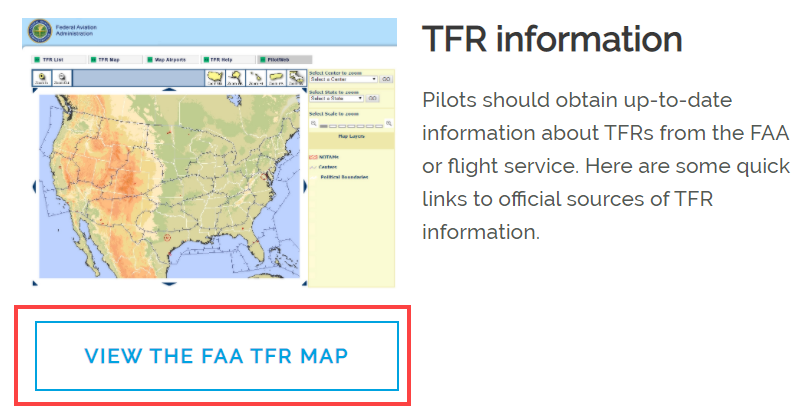 Federal Aviation
Administration
TFR List
TFR Map
Map Airports
TFR Help
PilotWeb
Select Center to zoom
Select a Center
GO
Select State to zoom
Select a State
GO
Select Scale to zoom
Map Layers
NOTAMs
Centers
Political Boundaries
TFR information
Pilots should obtain up-to-date
information about TFRs from the FAA
or flight service. Here are some quick
links to official sources of TFR
information.
VIEW THE FAA TFR MAP